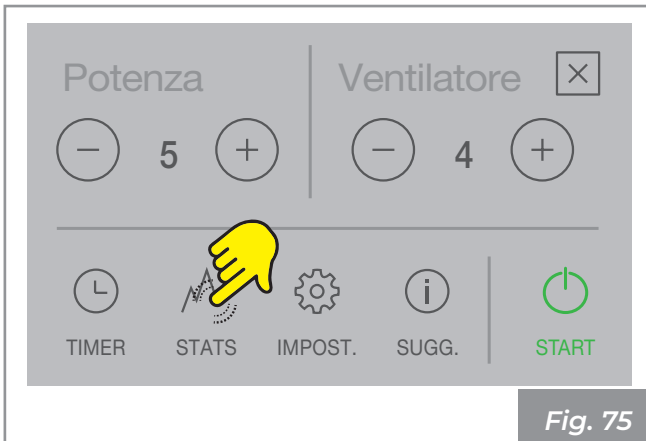 Potenza
Ventilatore
5
4
TIMER
STATS
IMPOST.
SUGG.
START
Fig. 75